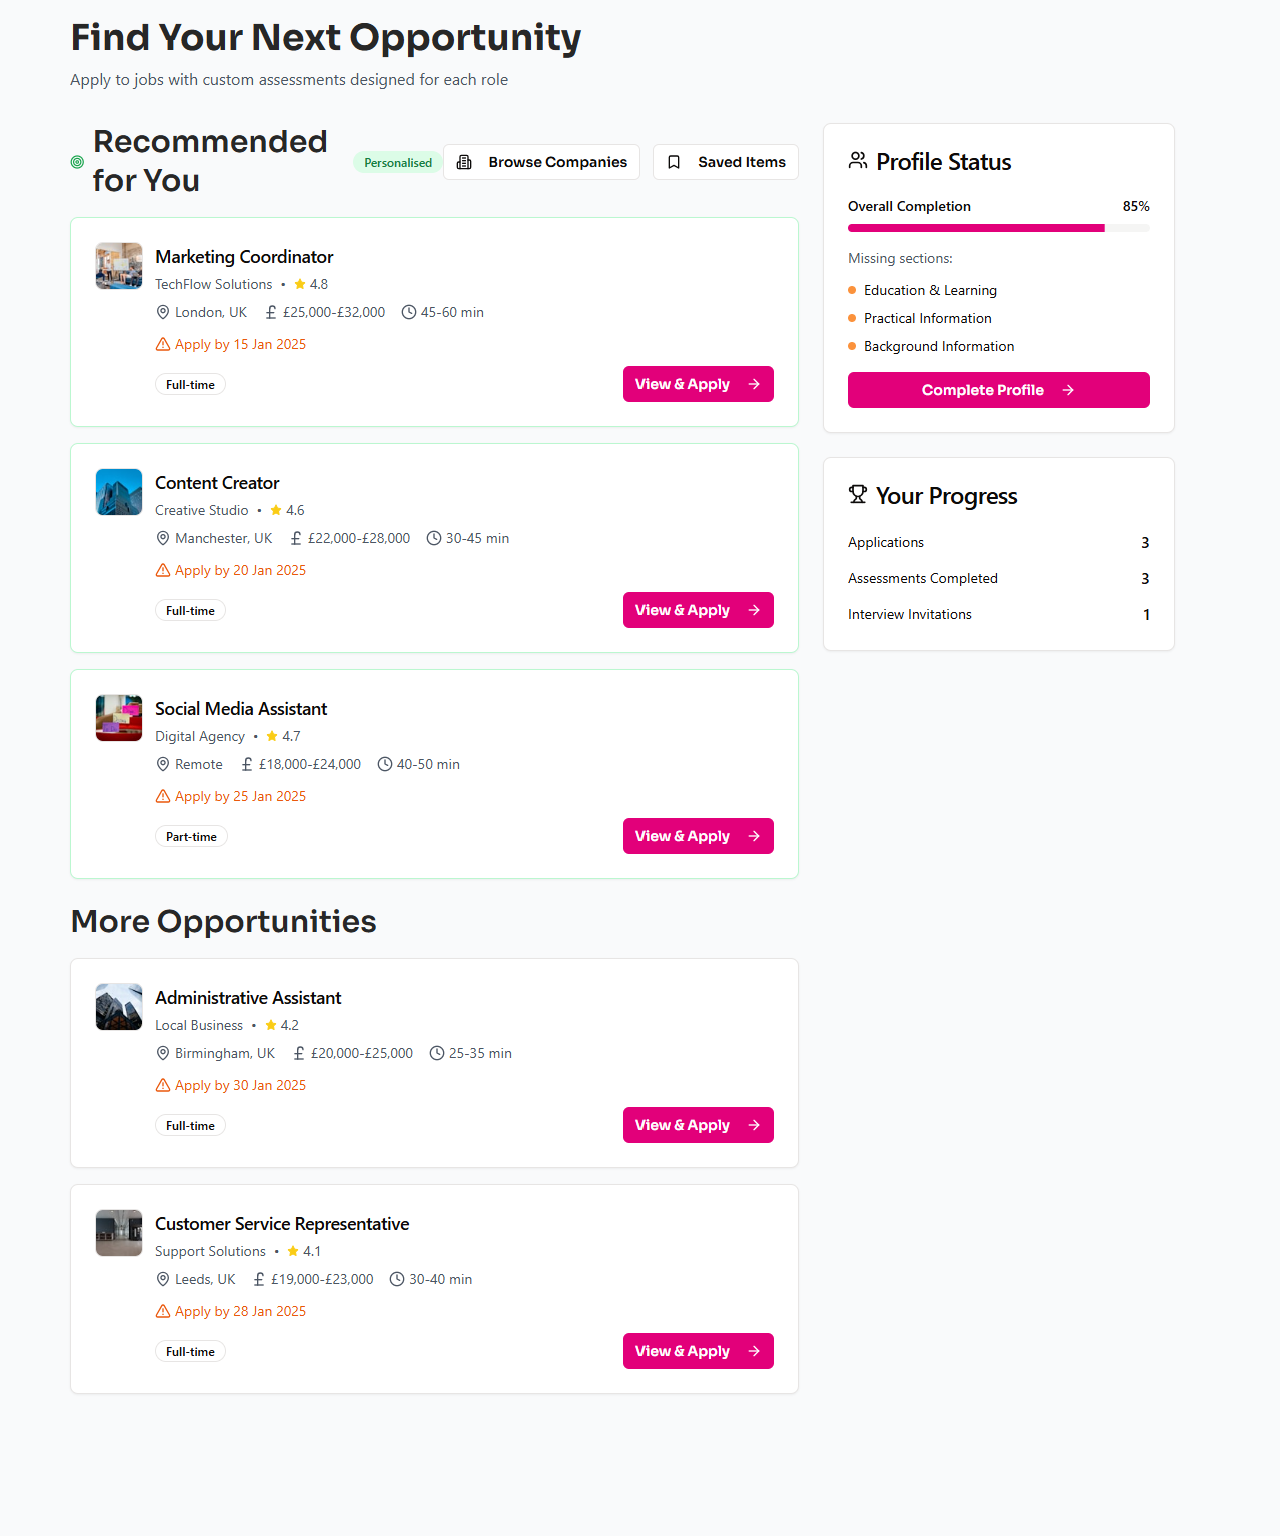 Find Your Next Opportunity
Apply to jobs with custom assessments designed for each role
Recommended
for You
Personalised
Browse Companies
Saved Items
Marketing Coordinator
TechFlow Solutions • 4.8
London, UK £25,000-£32,000 45-60 min
Apply by 15 Jan 2025
Full-time
View & Apply
Content Creator
Creative Studio • 4.6
Manchester, UK £22,000-£28,000 30-45 min
Apply by 20 Jan 2025
Full-time
View & Apply
Social Media Assistant
Digital Agency • 4.7
Remote £18,000-£24,000 40-50 min
Apply by 25 Jan 2025
Part-time
View & Apply
More Opportunities
Administrative Assistant
Local Business • 4.2
Birmingham, UK £20,000-£25,000 25-35 min
Apply by 30 Jan 2025
Full-time
View & Apply
Customer Service Representative
Support Solutions • 4.1
Leeds, UK £19,000-£23,000 30-40 min
Apply by 28 Jan 2025
Full-time
View & Apply
Profile Status
Overall Completion 85%
Missing sections:
Education & Learning
Practical Information
Background Information
Complete Profile
Your Progress
Applications 3
Assessments Completed 3
Interview Invitations 1